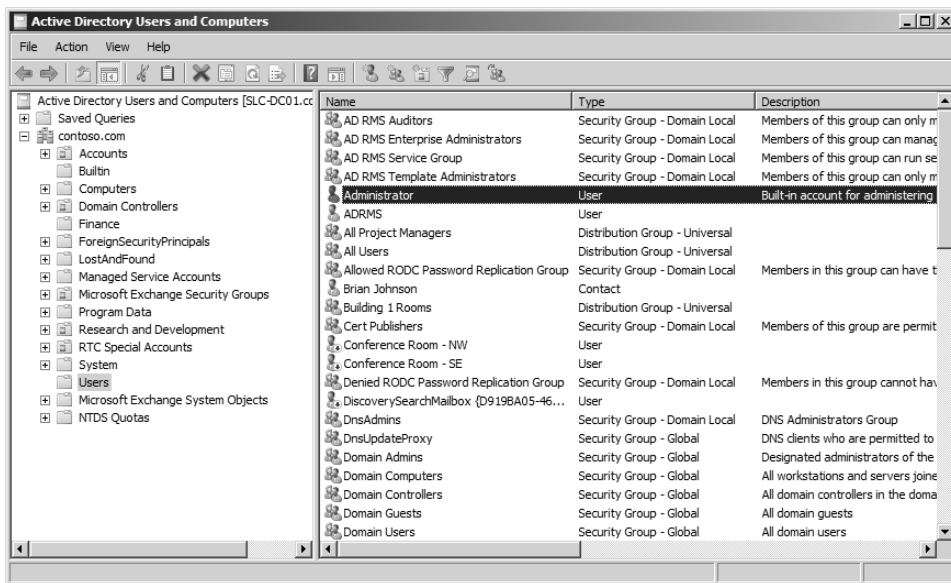 Active Directory Users and Computers
File Action View Help
Active Directory Users and Computers [SLC-DC01.cc
Saved Queries
contoso.com
Accounts
Builtin
Computers
Domain Controllers
Finance
ForeignSecurityPrincipals
LostAndFound
Managed Service Accounts
Microsoft Exchange Security Groups
Program Data
Research and Development
RTC Special Accounts
System
Users
Microsoft Exchange System Objects
NTDS Quotas
Name Type Description
AD RMS Auditors Security Group - Domain Local Members of this group can only m
AD RMS Enterprise Administrators Security Group - Domain Local Members of this group can manag
AD RMS Service Group Security Group - Domain Local Members of this group can run se
AD RMS Template Administrators Security Group - Domain Local Members of this group can only m
Administrator User Built-in account for administering
ADRMS User
All Project Managers Distribution Group - Universal
All Users Distribution Group - Universal
Allowed RODC Password Replication Group Security Group - Domain Local Members in this group can have t
Brian Johnson Contact
Building 1 Rooms Distribution Group - Universal
Cert Publishers Security Group - Domain Local Members of this group are permit
Conference Room - NW User
Conference Room - SE User
Denied RODC Password Replication Group Security Group - Domain Local Members in this group cannot hav
DiscoverySearchMailbox {D919BA05-46... User
DnsAdmins Security Group - Domain Local DNS Administrators Group
DnsUpdateProxy Security Group - Global DNS clients who are permitted to
Domain Admins Security Group - Global Designated administrators of the
Domain Computers Security Group - Global All workstations and servers joine
Domain Controllers Security Group - Global All domain controllers in the doma
Domain Guests Security Group - Global All domain guests
Domain Users Security Group - Global All domain users